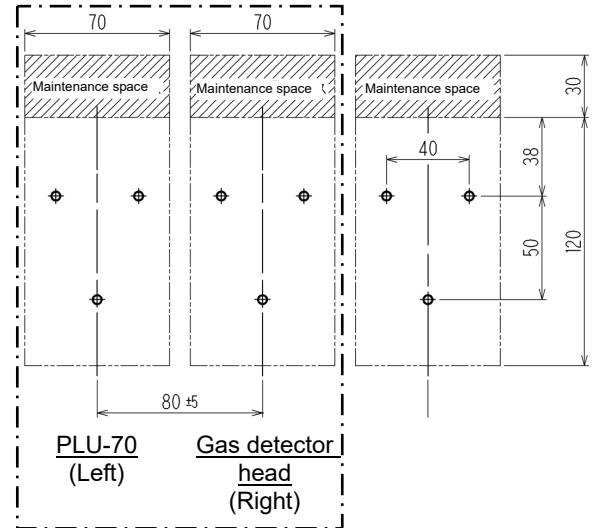 70
70
Maintenance space
Maintenance space
Maintenance space
30
40
38
50
120
80 ±5
PLU-70
(Left)
Gas detector
head
(Right)